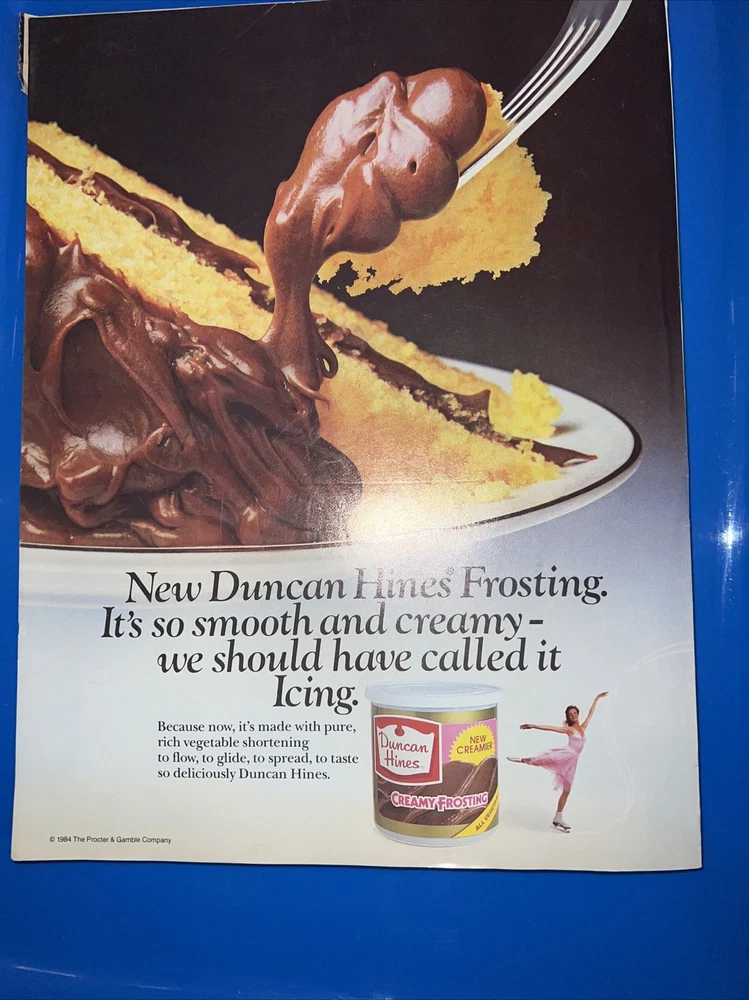 New Duncan Hines® Frosting.
It's so smooth and creamy-
we should have called it
Icing.
Because now, it's made with pure,
rich vegetable shortening
to flow, to glide, to spread, to taste
so deliciously Duncan Hines.
Duncan
Hines
NEW
CREAMIER
CREAMY FROSTING
ALL
© 1984 The Procter & Gamble Company